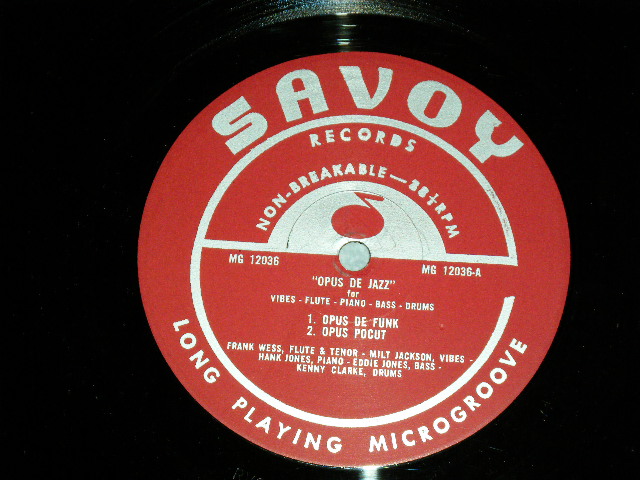 SAVOY
RECORDS
NON-BREAKABLE—33⅓ RPM
MG 12036
MG 12036-A
"OPUS DE JAZZ"
for
VIBES - FLUTE - PIANO - BASS - DRUMS
1. OPUS DE FUNK
2. OPUS POCUT
FRANK WESS, FLUTE & TENOR - MILT JACKSON, VIBES -
HANK JONES, PIANO - EDDIE JONES, BASS -
KENNY CLARKE, DRUMS
LONG PLAYING MICROGROOVE